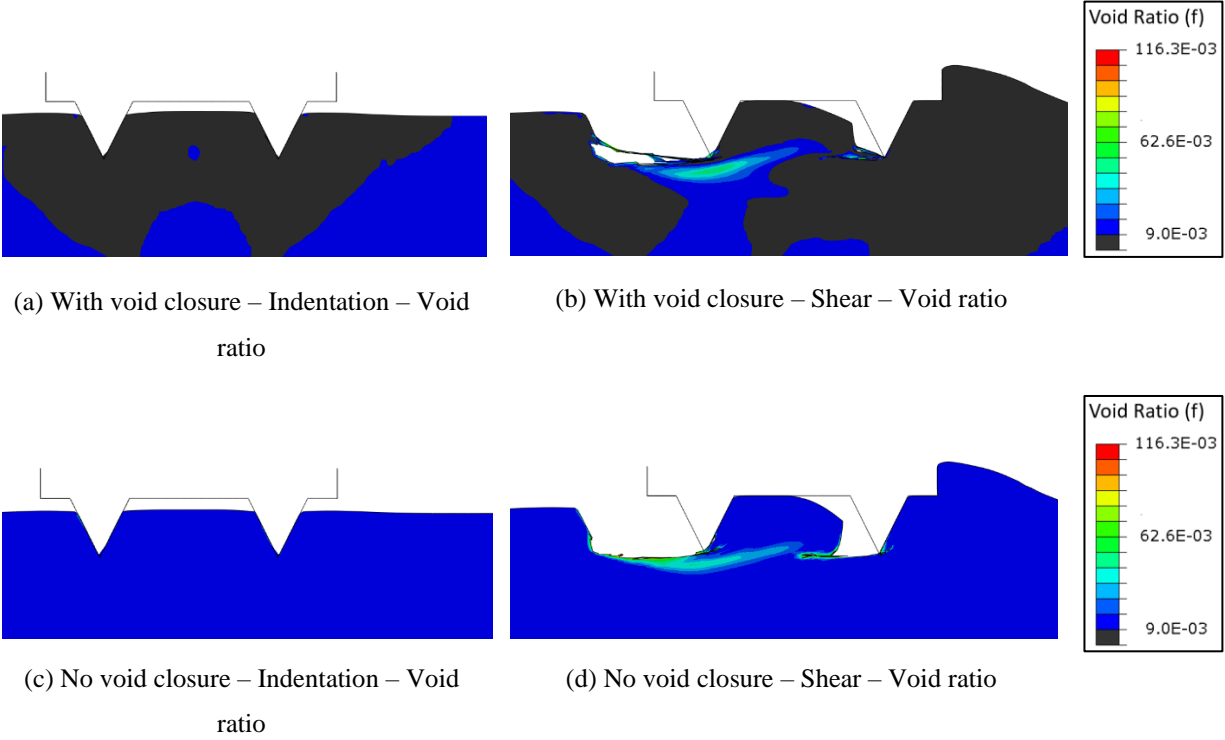 Void Ratio (f)
116.3E-03
62.6E-03
9.0E-03
(a) With void closure – Indentation – Void
ratio
(b) With void closure – Shear – Void ratio
Void Ratio (f)
116.3E-03
62.6E-03
9.0E-03
(c) No void closure – Indentation – Void
ratio
(d) No void closure – Shear – Void ratio